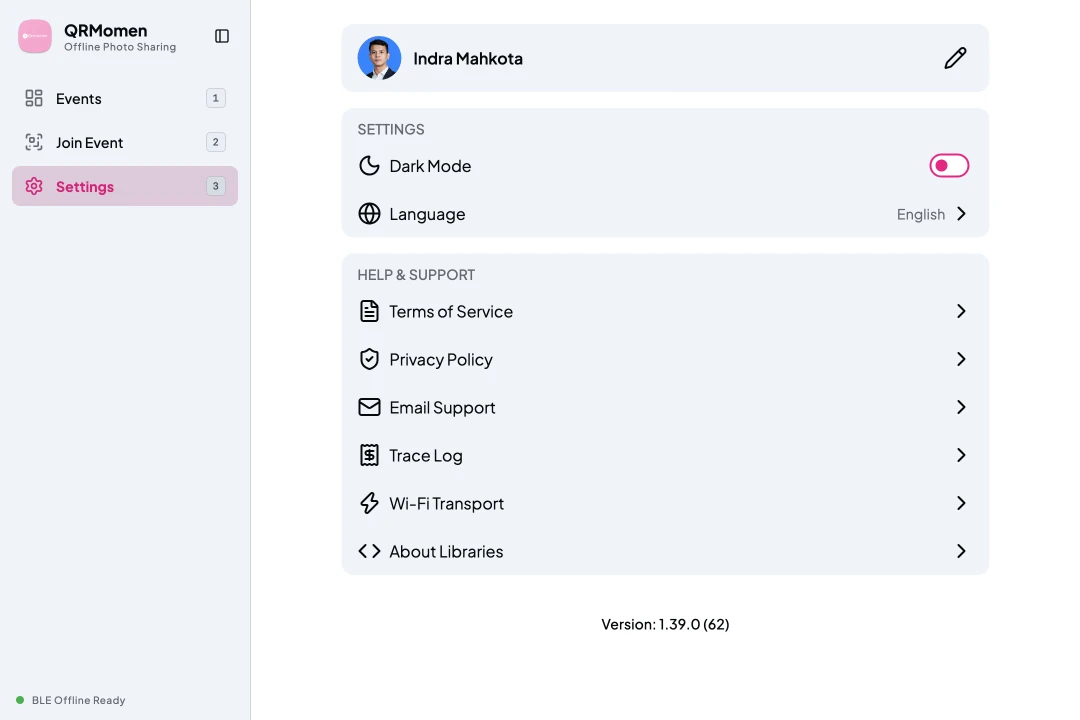 QRMomen
Offline Photo Sharing
Events 1
Join Event 2
Settings 3
BLE Offline Ready
Indra Mahkota
SETTINGS
Dark Mode
Language English
HELP & SUPPORT
Terms of Service
Privacy Policy
Email Support
Trace Log
Wi-Fi Transport
About Libraries
Version: 1.39.0 (62)